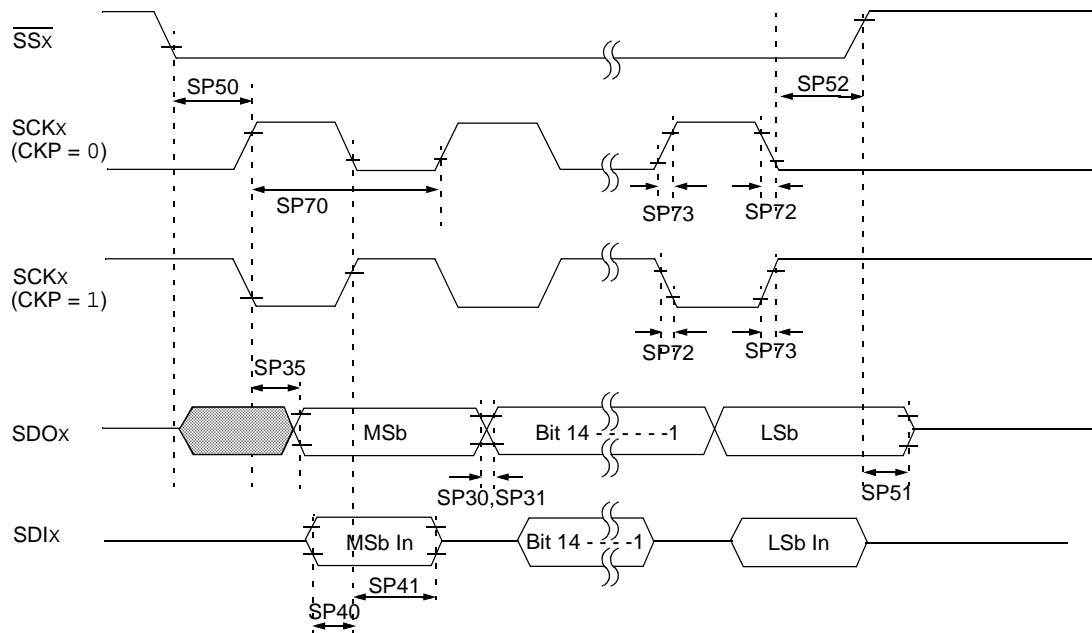 SSX
SP50
SP52
SCKX
(CKP = 0)
SP70
SP73
SP72
SCKX
(CKP = 1)
SP72
SP73
SP35
SDOX
MSb
Bit 14 - - - - - -1
LSb
SP30,SP31
SP51
SDIX
MSb In
Bit 14 - - - -1
LSb In
SP41
SP40